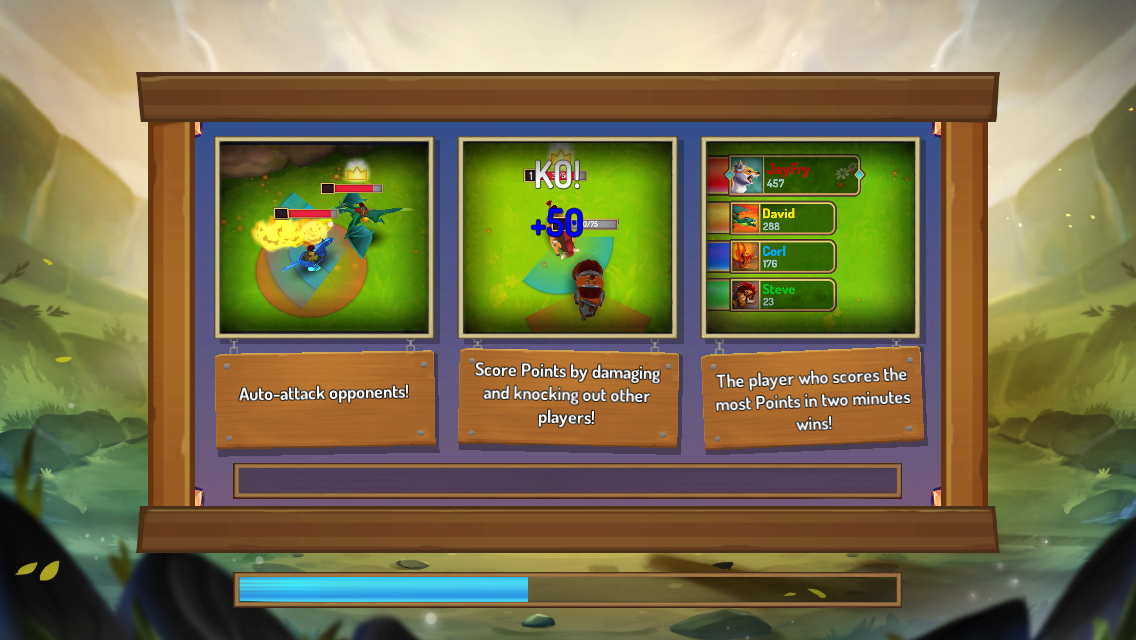 KO!
+50
JayFry
457
David
288
Corl
176
Steve
23
Auto-attack opponents!
Score Points by damaging
and knocking out other
players!
The player who scores the
most Points in two minutes
wins!